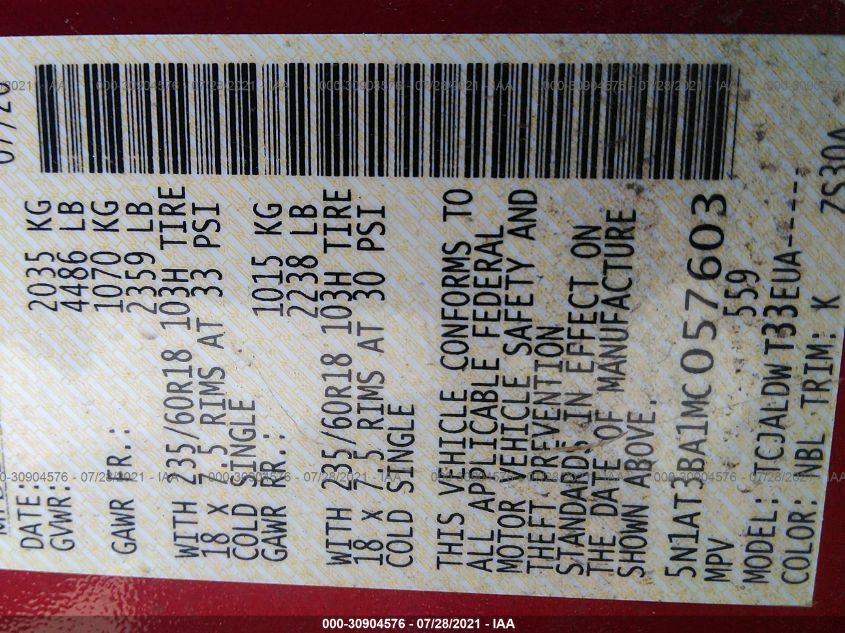 07/20
DATE:
GVWR: 2035 KG
4486 LB
GAWR FR.: 1070 KG
2359 LB
WITH 235/60R18 103H TIRE
18 X 7.5 RIMS AT 33 PSI
COLD SINGLE
GAWR RR.: 1015 KG
2238 LB
WITH 235/60R18 103H TIRE
18 X 7.5 RIMS AT 30 PSI
COLD SINGLE
THIS VEHICLE CONFORMS TO
ALL APPLICABLE FEDERAL
MOTOR VEHICLE SAFETY AND
THEFT PREVENTION
STANDARDS IN EFFECT ON
THE DATE OF MANUFACTURE
SHOWN ABOVE.
5N1AT3BA1MC057603
MPV 559
MODEL: TCJALDWT33EUA-----
COLOR: NBL TRIM: K ZS30A
000-30904576 - 07/28/2021 - IAA